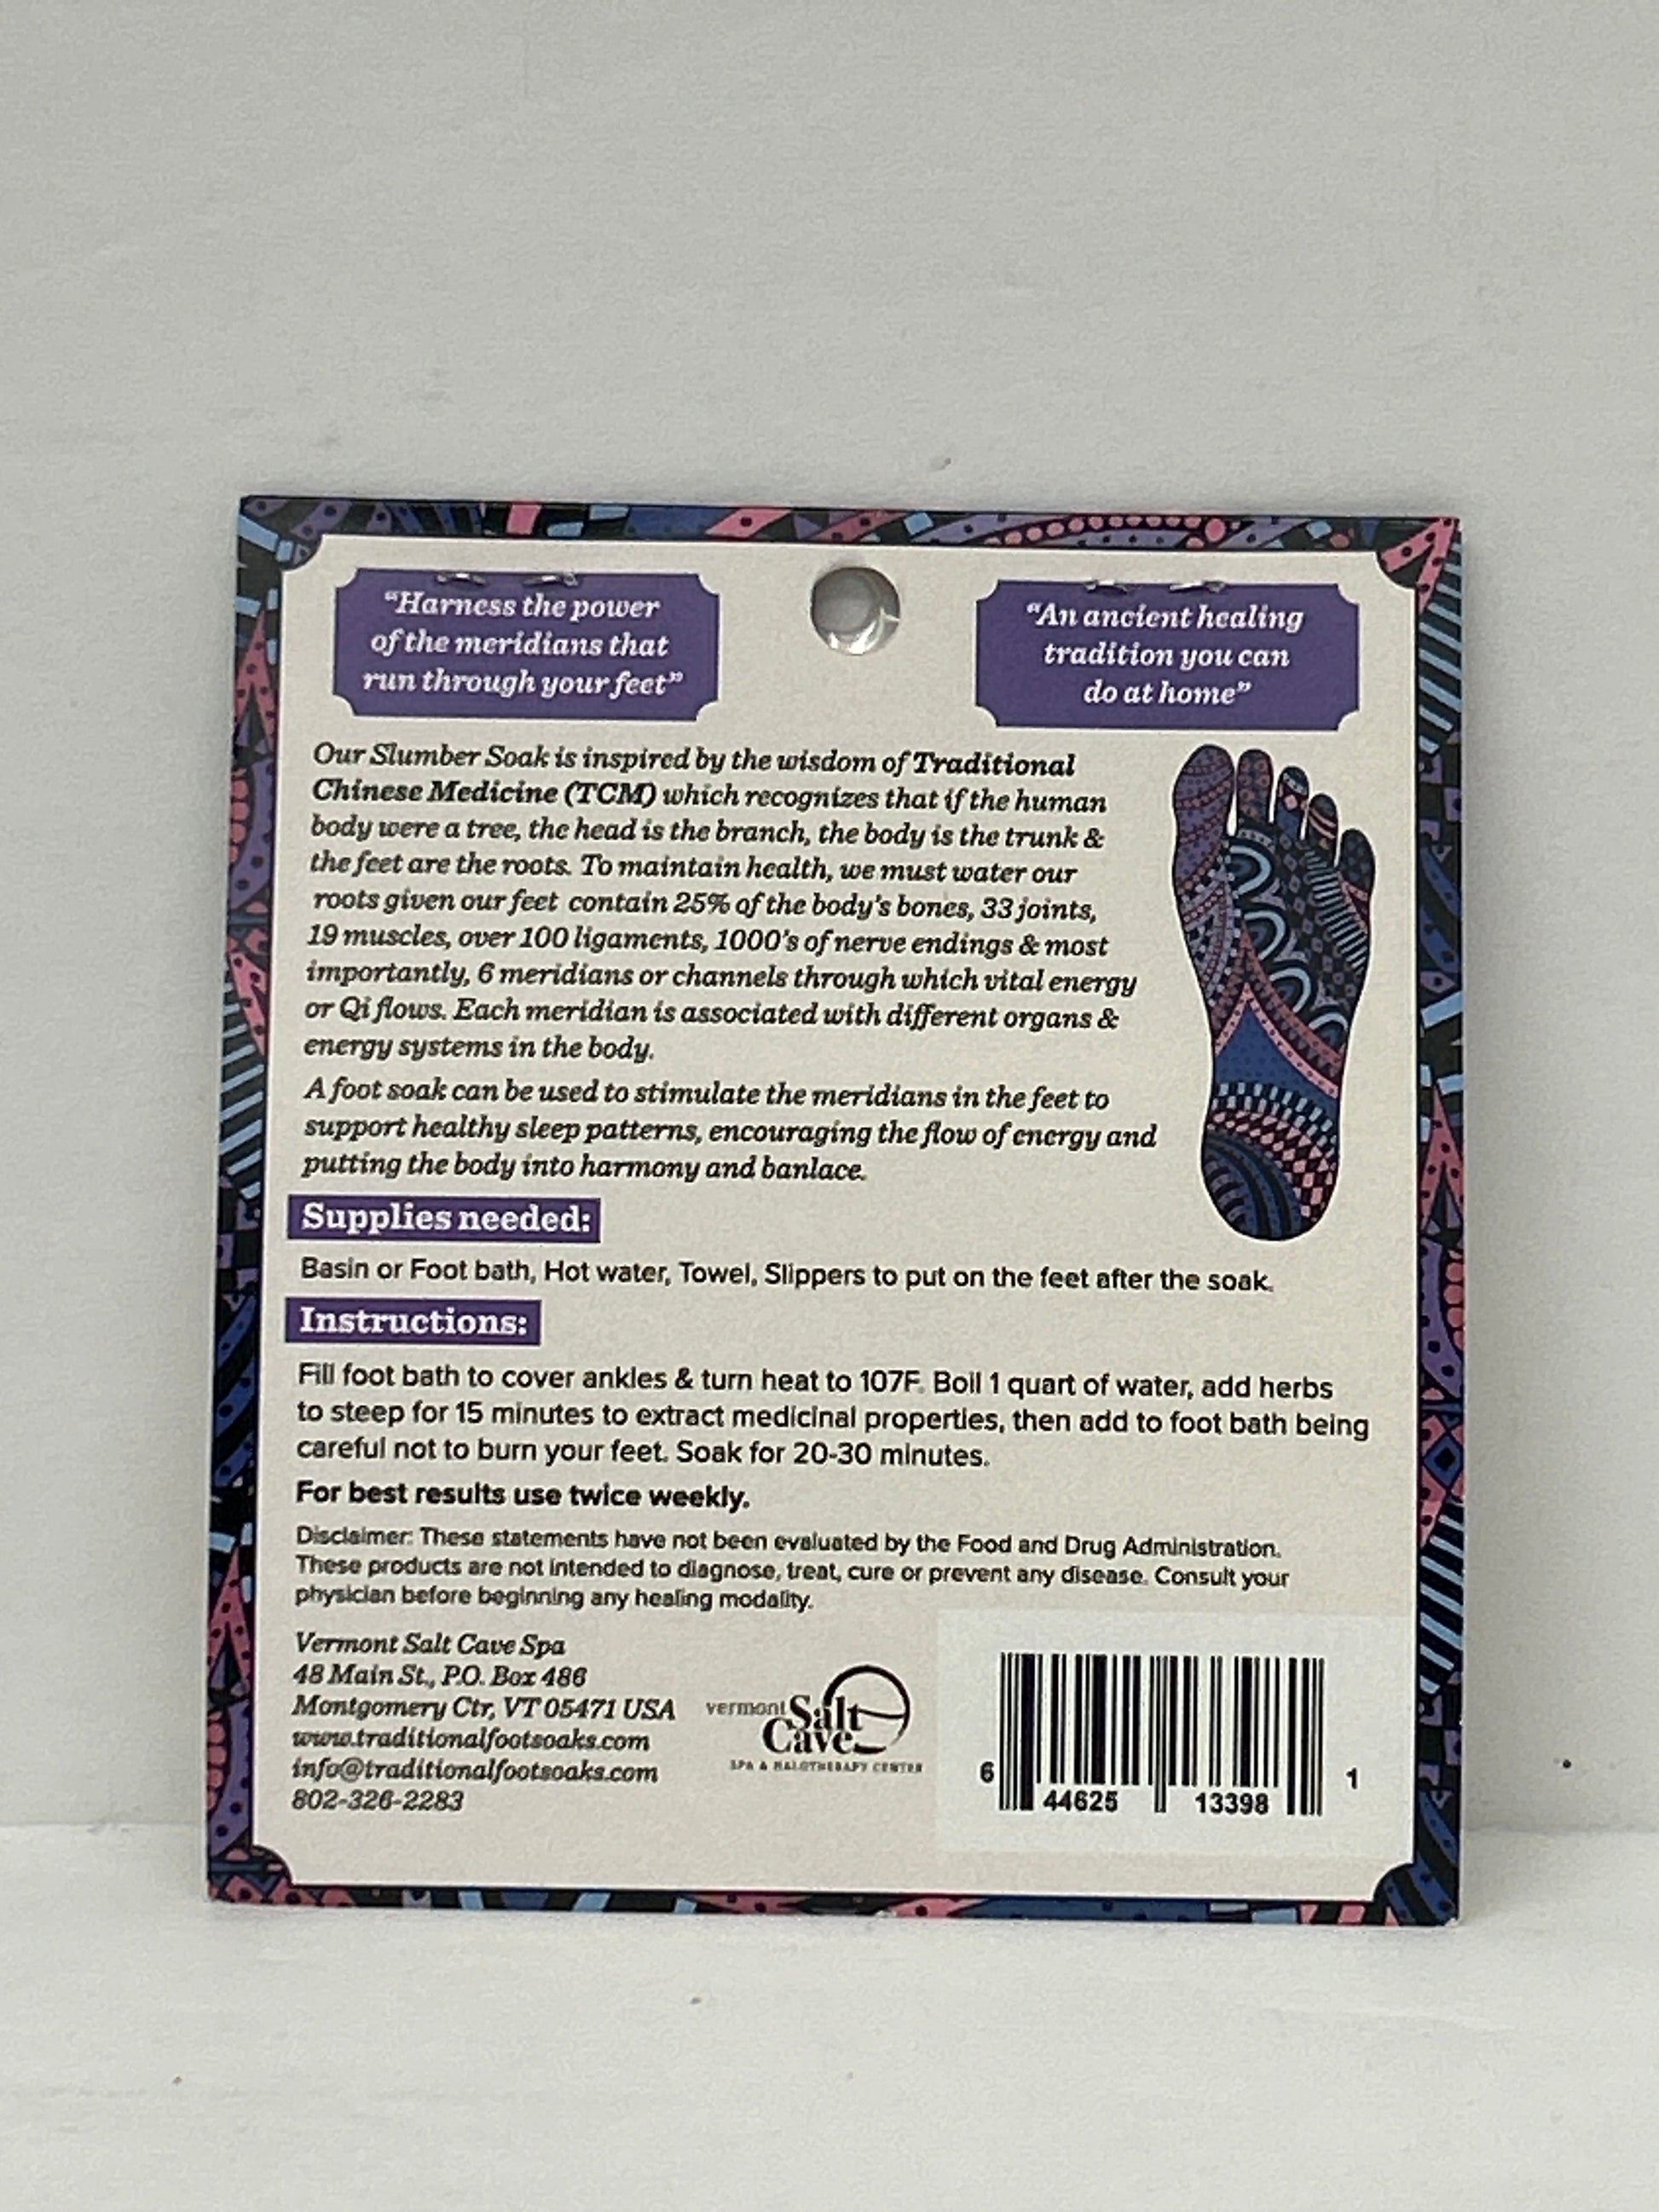 “Harness the power
of the meridians that
run through your feet”
“An ancient healing
tradition you can
do at home”
Our Slumber Soak is inspired by the wisdom of Traditional
Chinese Medicine (TCM) which recognizes that if the human
body were a tree, the head is the branch, the body is the trunk &
the feet are the roots. To maintain health, we must water our
roots given our feet contain 25% of the body's bones, 33 joints,
19 muscles, over 100 ligaments, 1000's of nerve endings & most
importantly, 6 meridians or channels through which vital energy
or Qi flows. Each meridian is associated with different organs &
energy systems in the body.
A foot soak can be used to stimulate the meridians in the feet to
support healthy sleep patterns, encouraging the flow of energy and
putting the body into harmony and banlace.
Supplies needed:
Basin or Foot bath, Hot water, Towel, Slippers to put on the feet after the soak.
Instructions:
Fill foot bath to cover ankles & turn heat to 107F. Boil 1 quart of water, add herbs
to steep for 15 minutes to extract medicinal properties, then add to foot bath being
careful not to burn your feet. Soak for 20-30 minutes.
For best results use twice weekly.
Disclaimer: These statements have not been evaluated by the Food and Drug Administration.
These products are not intended to diagnose, treat, cure or prevent any disease. Consult your
physician before beginning any healing modality.
Vermont Salt Cave Spa
48 Main St., P.O. Box 486
Montgomery Ctr, VT 05471 USA
www.traditionalfootsoaks.com
info@traditionalfootsoaks.com
802-326-2283
vermont Salt
Cave
SPA & HALOTHERAPY CENTER
6 44625 13398 1